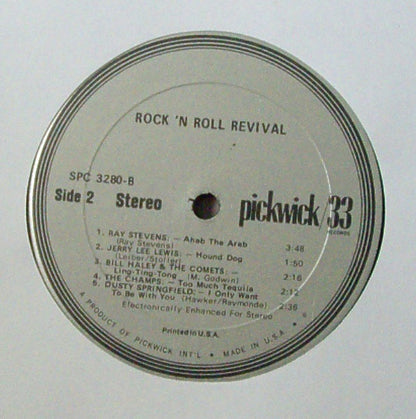 ROCK 'N ROLL REVIVAL
SPC 3280-B
Side 2 Stereo
pickwick/33
RECORDS
1. RAY STEVENS: – Ahab The Arab
(Ray Stevens) 3:48
2. JERRY LEE LEWIS: – Hound Dog
(Leiber/Stoller) 1:50
3. BILL HALEY & THE COMETS: –
Ling-Ting-Tong (M. Godwin) 2:16
4. THE CHAMPS: – Too Much Tequila 2:12
5. DUSTY SPRINGFIELD: – I Only Want
To Be With You (Hawker/Raymonde) 2:36
Electronically Enhanced For Stereo
Printed in U.S.A.
A PRODUCT OF PICKWICK INT'L • MADE IN U.S.A. •